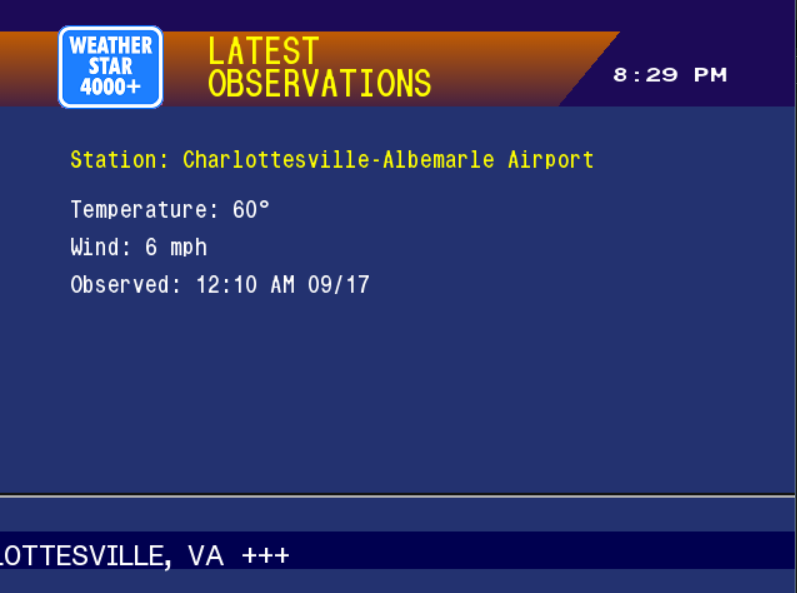 WEATHER
STAR
4000+
LATEST
OBSERVATIONS
8:29 PM
Station: Charlottesville-Albemarle Airport
Temperature: 60°
Wind: 6 mph
Observed: 12:10 AM 09/17
LOTTESVILLE, VA +++